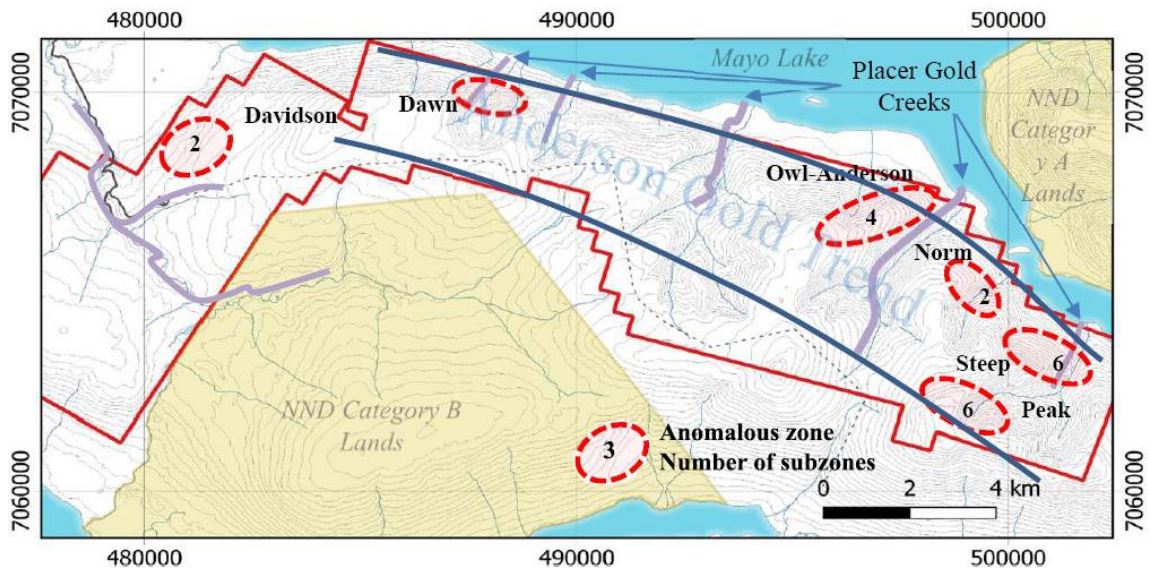 480000
490000
500000
7070000
7070000
Mayo Lake
Placer Gold
Creeks
NND
Categor
y A
Lands
Davidson
Dawn
2
Anderson Gold Trend
Owl-Anderson
4
Norm
2
Steep
6
6
Peak
NND Category B
Lands
3
Anomalous zone
Number of subzones
0
2
4 km
7060000
7060000
480000
490000
500000